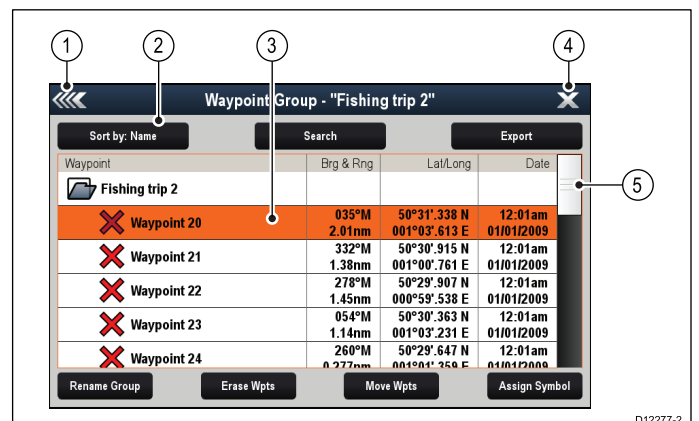 1 2 3 4
Waypoint Group - "Fishing trip 2"
Sort by: Name Search Export
Waypoint Brg & Rng Lat/Long Date
Fishing trip 2
5
Waypoint 20 035°M 50°31'.338 N 12:01am
2.01nm 001°03'.613 E 01/01/2009
Waypoint 21 332°M 50°30'.915 N 12:01am
1.38nm 001°00'.761 E 01/01/2009
Waypoint 22 278°M 50°29'.907 N 12:01am
1.45nm 000°59'.538 E 01/01/2009
Waypoint 23 054°M 50°30'.363 N 12:01am
1.14nm 001°03'.231 E 01/01/2009
Waypoint 24 260°M 50°29'.647 N 12:01am
0.277nm 001°01'.359 E 01/01/2009
Rename Group Erase Wpts Move Wpts Assign Symbol
D12277-2